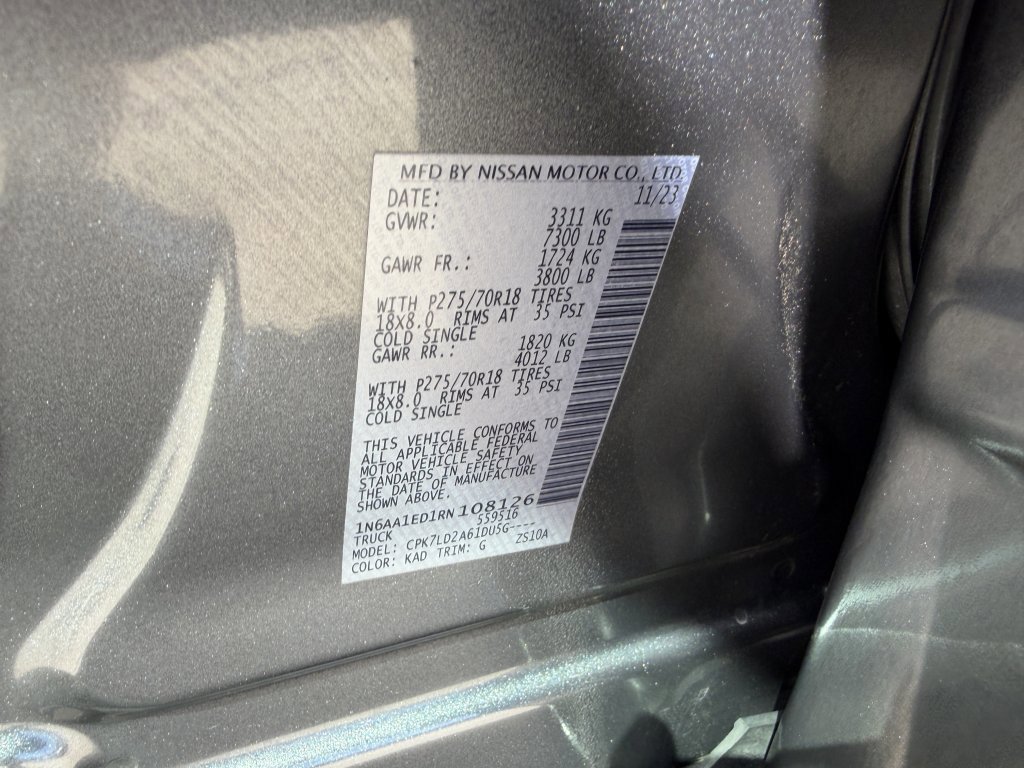 MFD BY NISSAN MOTOR CO., LTD
DATE: 11/23
GVWR: 3311 KG
7300 LB
GAWR FR.: 1724 KG
3800 LB
WITH P275/70R18 TIRES
18X8.0 RIMS AT 35 PSI
COLD SINGLE
GAWR RR.: 1820 KG
4012 LB
WITH P275/70R18 TIRES
18X8.0 RIMS AT 35 PSI
COLD SINGLE
THIS VEHICLE CONFORMS TO
ALL APPLICABLE FEDERAL
MOTOR VEHICLE SAFETY
STANDARDS IN EFFECT ON
THE DATE OF MANUFACTURE
SHOWN ABOVE.
1N6AA1ED1RN108126
TRUCK 559516
MODEL: CPK7LD2A61DU5G----
COLOR: KAD TRIM: G ZS10A